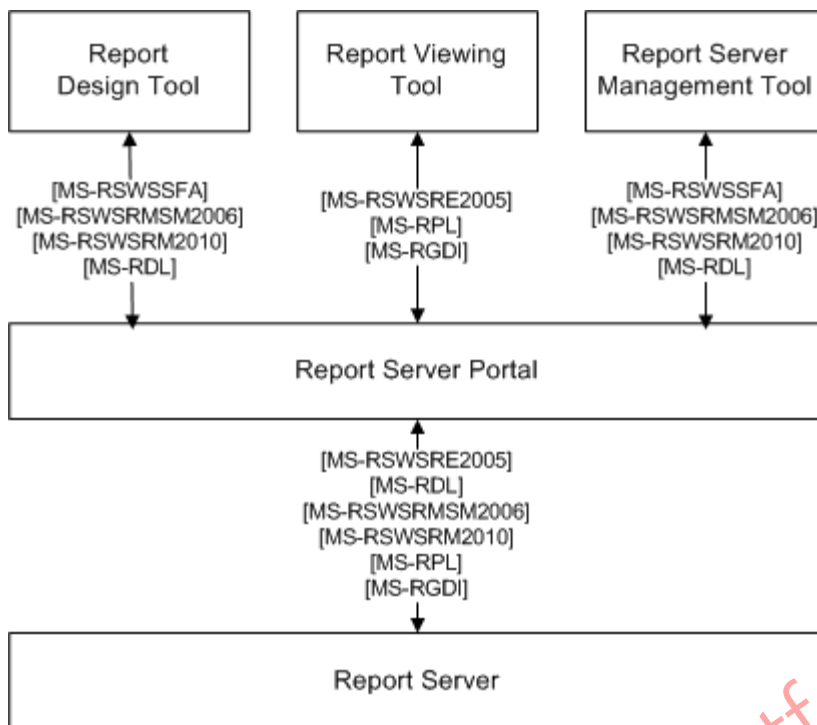 Report
Design Tool
Report Viewing
Tool
Report Server
Management Tool
[MS-RSWSSFA]
[MS-RSWSRMSM2006]
[MS-RSWSRM2010]
[MS-RDL]
[MS-RSWSRE2005]
[MS-RPL]
[MS-RGDI]
[MS-RSWSSFA]
[MS-RSWSRMSM2006]
[MS-RSWSRM2010]
[MS-RDL]
Report Server Portal
[MS-RSWSRE2005]
[MS-RDL]
[MS-RSWSRMSM2006]
[MS-RSWSRM2010]
[MS-RPL]
[MS-RGDI]
Report Server